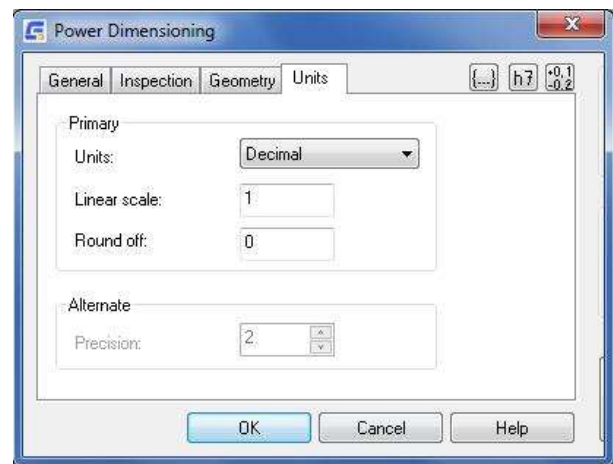 Power Dimensioning
General Inspection Geometry Units {...} h7 +0,1
-0.2
Primary
Units: Decimal
Linear scale: 1
Round off: 0
Alternate
Precision: 2
OK Cancel Help